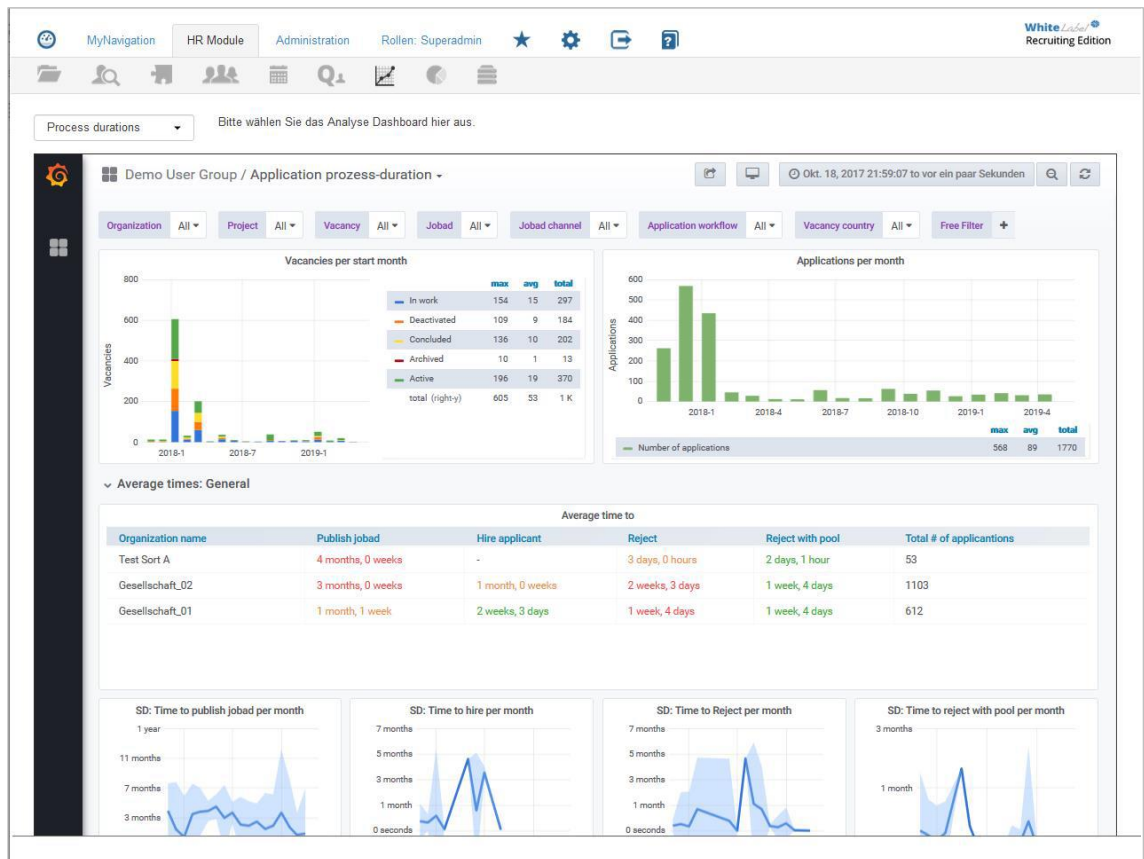 MyNavigation HR Module Administration Rollen: Superadmin
White Label
Recruiting Edition
Process durations Bitte wählen Sie das Analyse Dashboard hier aus.
Demo User Group / Application prozess-duration Okt. 18, 2017 21:59:07 to vor ein paar Sekunden
Organization All Project All Vacancy All Jobad All Jobad channel All Application workflow All Vacancy country All Free Filter +
Vacancies per start month
Vacancies
800
600
400
200
0
2018-1 2018-7 2019-1
max avg total
In work 154 15 297
Deactivated 109 9 184
Concluded 136 10 202
Archived 10 1 13
Active 196 19 370
total (right-y) 605 53 1 K
Applications per month
Applications
600
500
400
300
200
100
0
2018-1 2018-4 2018-7 2018-10 2019-1 2019-4
max avg total
Number of applications 568 89 1770
Average times: General
Average time to
Organization name Publish jobad Hire applicant Reject Reject with pool Total # of applicantions
Test Sort A 4 months, 0 weeks - 3 days, 0 hours 2 days, 1 hour 53
Gesellschaft_02 3 months, 0 weeks 1 month, 0 weeks 2 weeks, 3 days 1 week, 4 days 1103
Gesellschaft_01 1 month, 1 week 2 weeks, 3 days 1 week, 4 days 1 week, 4 days 612
SD: Time to publish jobad per month
1 year
11 months
7 months
3 months
SD: Time to hire per month
7 months
5 months
3 months
1 month
0 seconds
SD: Time to Reject per month
7 months
5 months
3 months
1 month
0 seconds
SD: Time to reject with pool per month
3 months
1 month